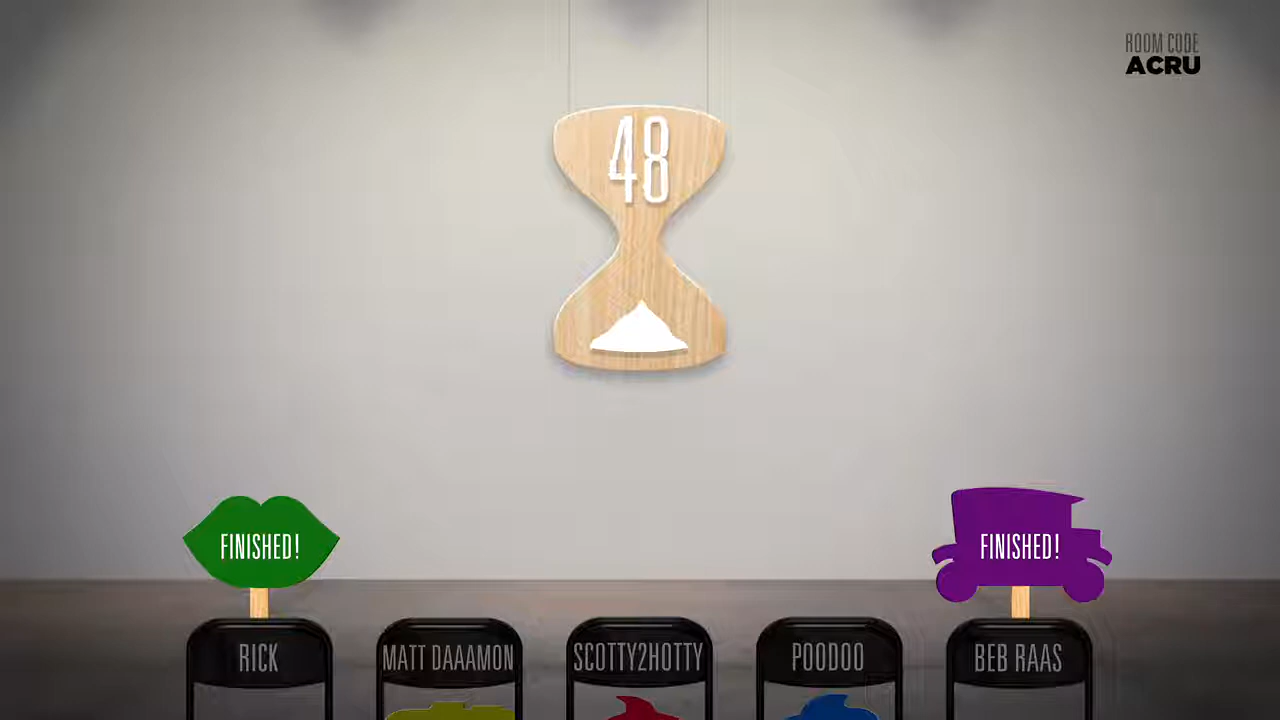 ROOM CODE
ACRU
48
FINISHED!
FINISHED!
RICK
MATT DAAAMON
SCOTTY2HOTTY
POODOO
BEB RAAS